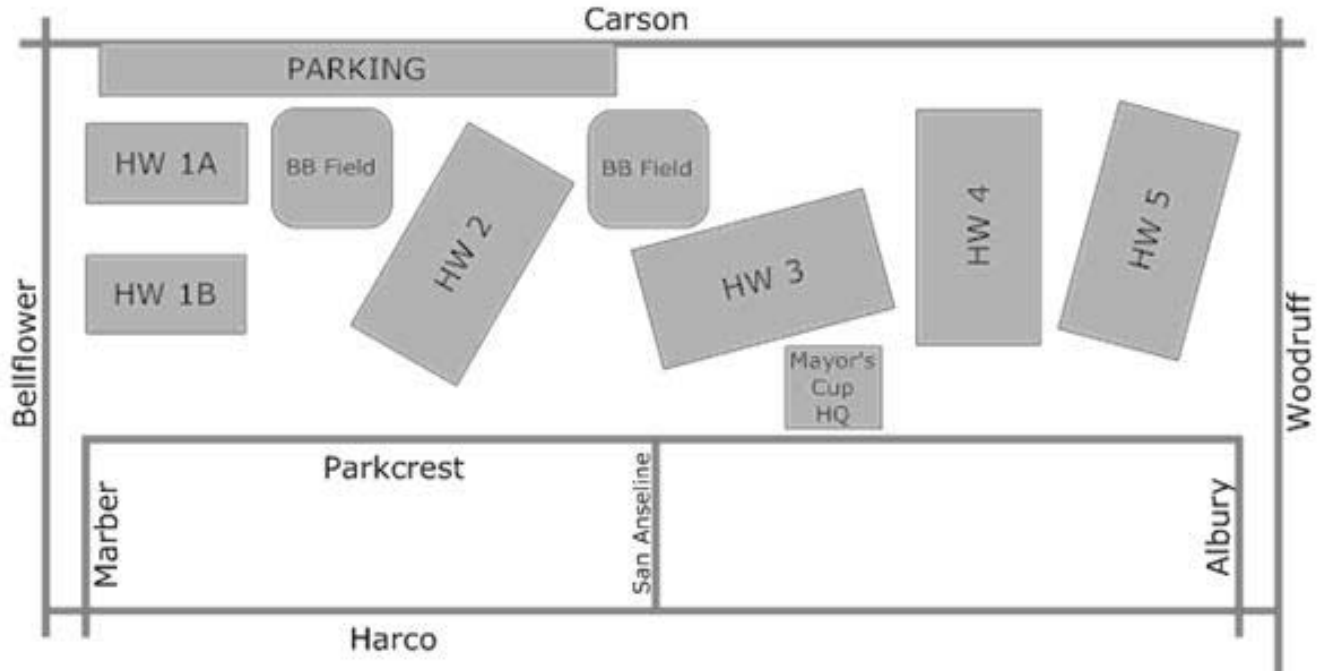 Carson
PARKING
HW 1A
BB Field
HW 2
BB Field
HW 3
HW 4
HW 5
HW 1B
Bellflower
Woodruff
Mayor's
Cup
HQ
Parkcrest
Marber
San Anseline
Albury
Harco